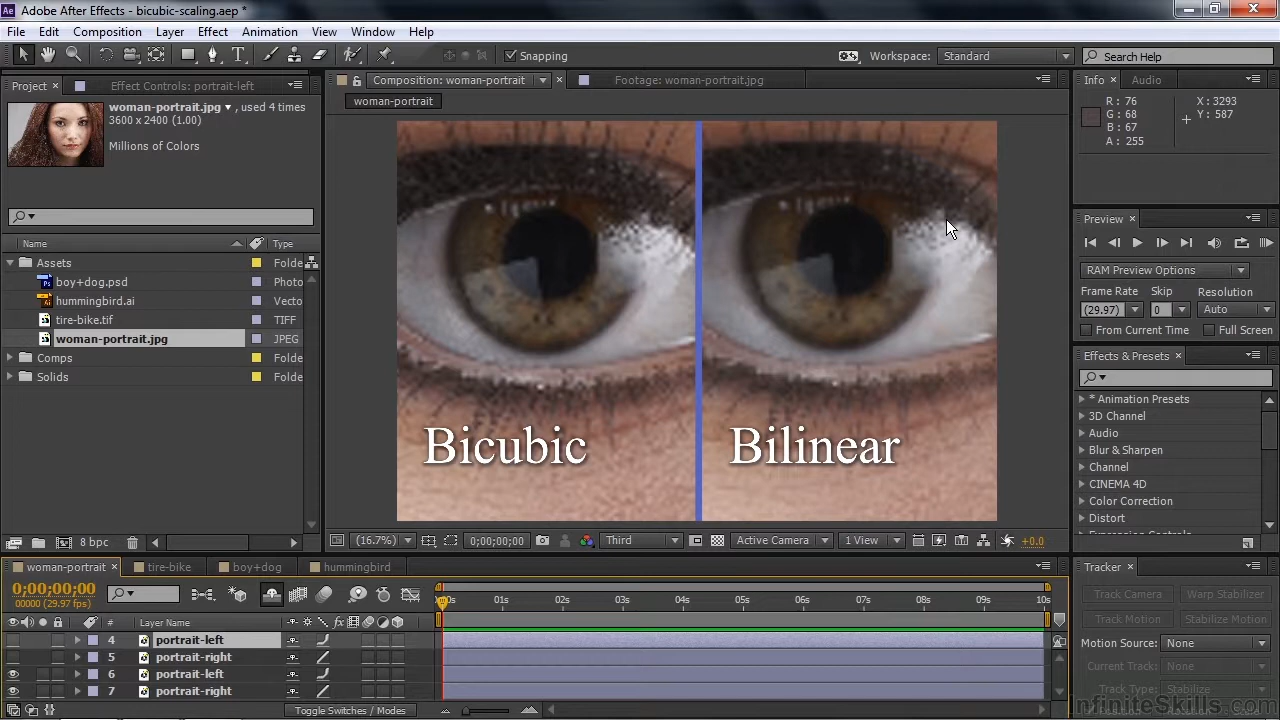 Ae Adobe After Effects - bicubic-scaling.aep *
File Edit Composition Layer Effect Animation View Window Help
Snapping
Workspace: Standard
Search Help
Project × Effect Controls: portrait-left
woman-portrait.jpg ▼, used 4 times
3600 x 2400 (1.00)
Millions of Colors
Name Type
Assets Folde
boy+dog.psd Photo
hummingbird.ai Vecto
tire-bike.tif TIFF
woman-portrait.jpg JPEG
Comps Folde
Solids Folde
8 bpc
Composition: woman-portrait Footage: woman-portrait.jpg
woman-portrait
Bicubic Bilinear
(16.7%) 0;00;00;00 Third Active Camera 1 View +0.0
Info × Audio
R: 76 X: 3293
G: 68 Y: 587
B: 67
A: 255
Preview ×
RAM Preview Options
Frame Rate Skip Resolution
(29.97) 0 Auto
From Current Time Full Screen
Effects & Presets ×
* Animation Presets
3D Channel
Audio
Blur & Sharpen
Channel
CINEMA 4D
Color Correction
Distort
woman-portrait × tire-bike boy+dog hummingbird
0;00;00;00
00000 (29.97 fps)
00s 01s 02s 03s 04s 05s 06s 07s 08s 09s 10s
# Layer Name
4 portrait-left
5 portrait-right
6 portrait-left
7 portrait-right
Toggle Switches / Modes
Tracker ×
Track Camera Warp Stabilizer
Track Motion Stabilize Motion
Motion Source: None
Current Track: None
Track Type: Stabilize
InfiniteSkills.com